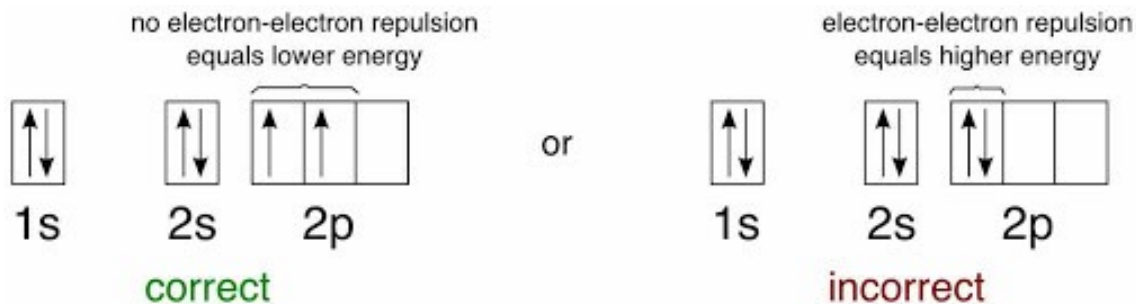 no electron-electron repulsion
equals lower energy
1s
2s
2p
correct
or
electron-electron repulsion
equals higher energy
1s
2s
2p
incorrect